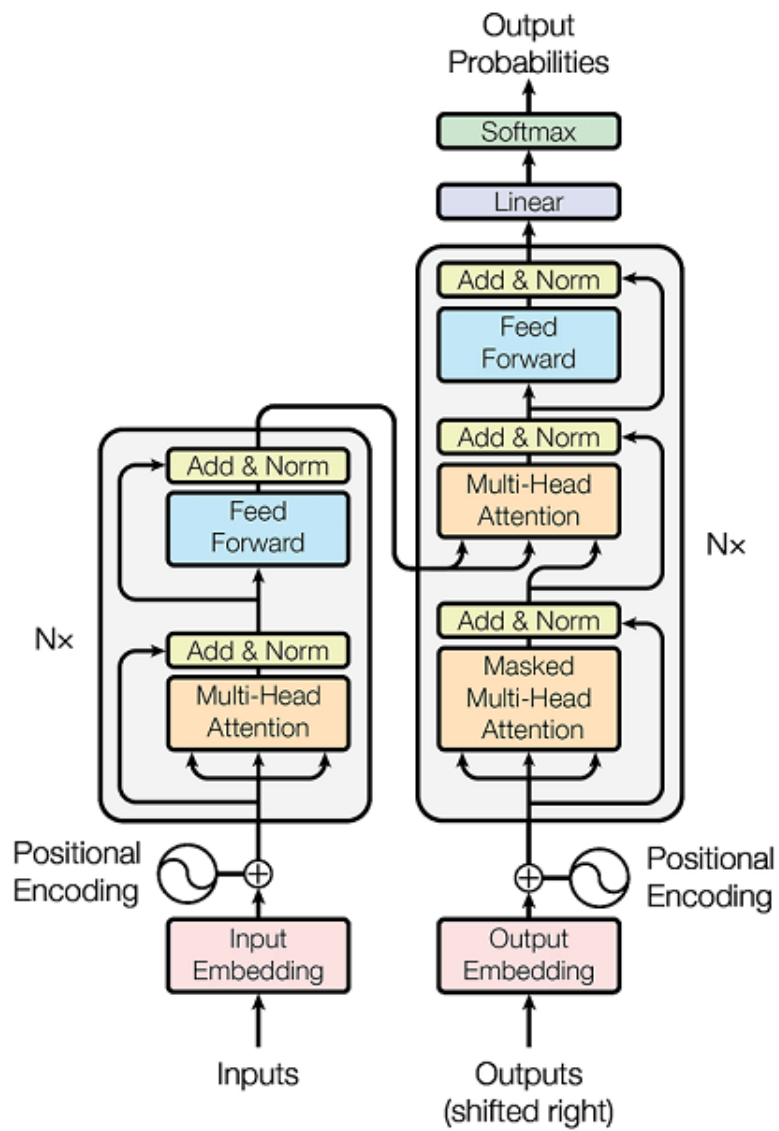 Output
Probabilities
Softmax
Linear
Add & Norm
Feed
Forward
Add & Norm
Multi-Head
Attention
Add & Norm
Masked
Multi-Head
Attention
Nx
Add & Norm
Feed
Forward
Add & Norm
Multi-Head
Attention
Nx
Positional
Encoding
Positional
Encoding
Input
Embedding
Output
Embedding
Inputs
Outputs
(shifted right)